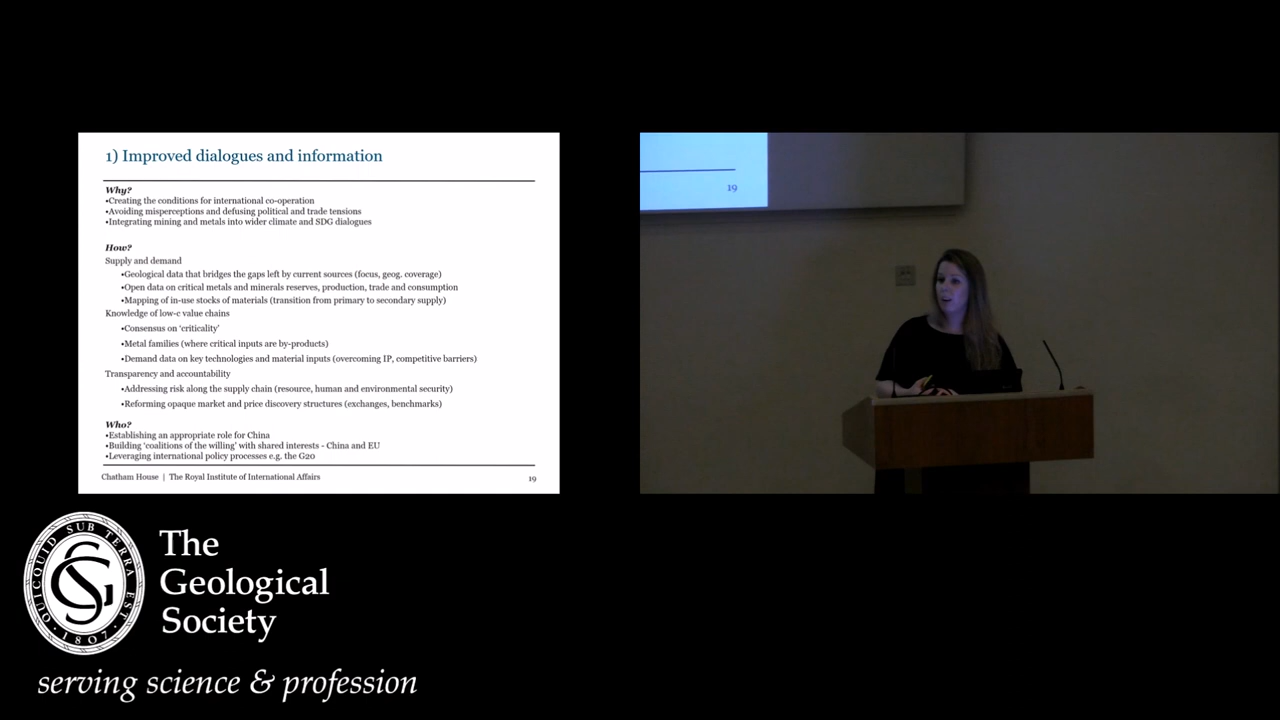 1) Improved dialogues and information
Why?
•Creating the conditions for international co-operation
•Avoiding misperceptions and defusing political and trade tensions
•Integrating mining and metals into wider climate and SDG dialogues
How?
Supply and demand
•Geological data that bridges the gaps left by current sources (focus, geog. coverage)
•Open data on critical metals and minerals reserves, production, trade and consumption
•Mapping of in-use stocks of materials (transition from primary to secondary supply)
Knowledge of low-c value chains
•Consensus on 'criticality'
•Metal families (where critical inputs are by-products)
•Demand data on key technologies and material inputs (overcoming IP, competitive barriers)
Transparency and accountability
•Addressing risk along the supply chain (resource, human and environmental security)
•Reforming opaque market and price discovery structures (exchanges, benchmarks)
Who?
•Establishing an appropriate role for China
•Building 'coalitions of the willing' with shared interests - China and EU
•Leveraging international policy processes e.g. the G20
Chatham House | The Royal Institute of International Affairs
19
19
QUICQUID SUB TERRA EST
·1807·
GS
The
Geological
Society
serving science & profession